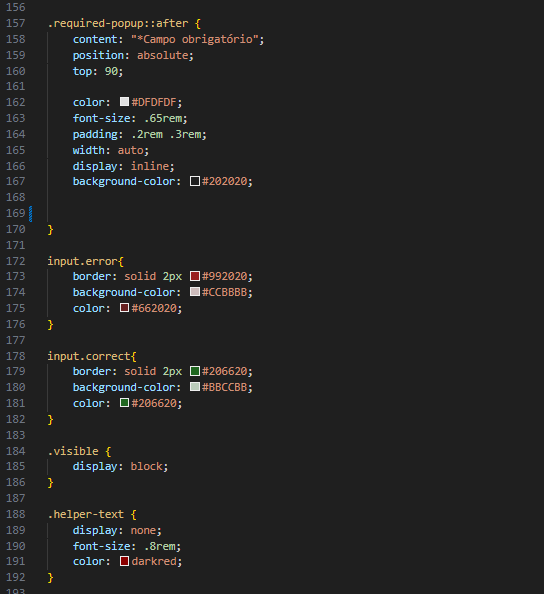 156
157 .required-popup::after {
158 content: "*Campo obrigatório";
159 position: absolute;
160 top: 90;
161
162 color: #DFDFDF;
163 font-size: .65rem;
164 padding: .2rem .3rem;
165 width: auto;
166 display: inline;
167 background-color: #202020;
168
169
170 }
171
172 input.error{
173 border: solid 2px #992020;
174 background-color: #CCBBBB;
175 color: #662020;
176 }
177
178 input.correct{
179 border: solid 2px #206620;
180 background-color: #BBCCBB;
181 color: #206620;
182 }
183
184 .visible {
185 display: block;
186 }
187
188 .helper-text {
189 display: none;
190 font-size: .8rem;
191 color: darkred;
192 }
193